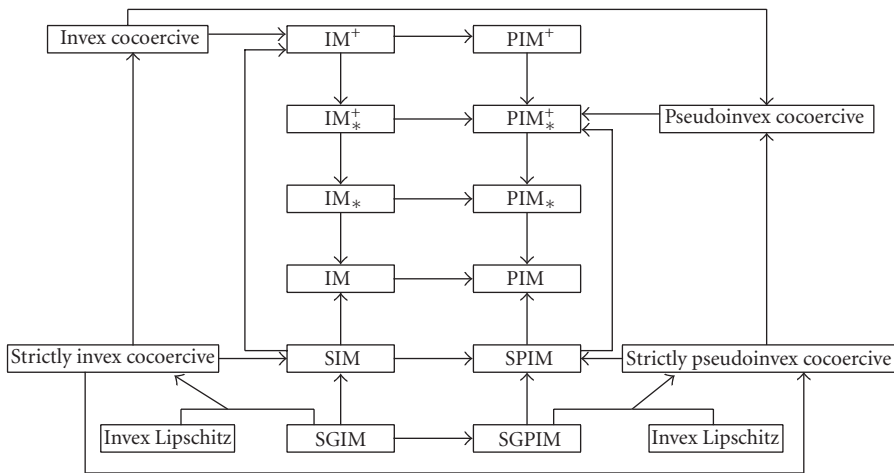 Invex cocoercive
IM⁺
PIM⁺
IM⁺∗
PIM⁺∗
Pseudoinvex cocoercive
IM∗
PIM∗
IM
PIM
Strictly invex cocoercive
SIM
SPIM
Strictly pseudoinvex cocoercive
Invex Lipschitz
SGIM
SGPIM
Invex Lipschitz